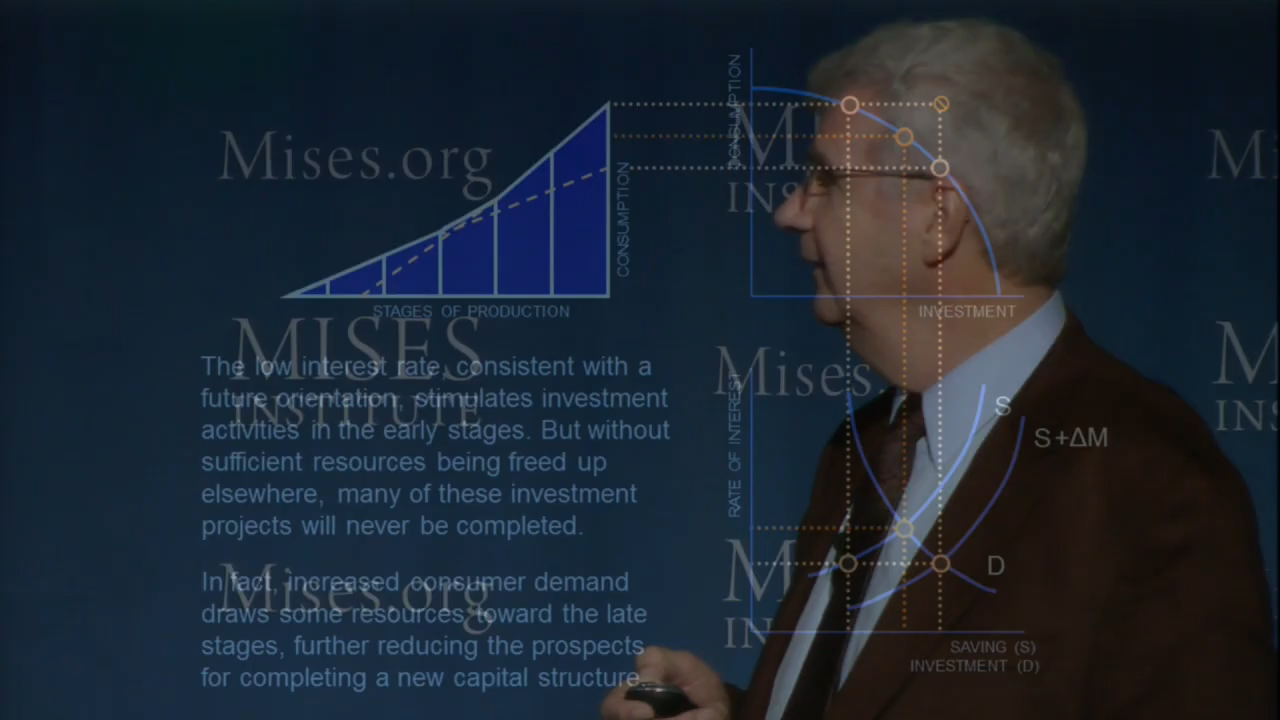 Mises.org
MISES
INSTITUTE
Mises.org
CONSUMPTION
STAGES OF PRODUCTION
The low interest rate, consistent with a
future orientation, stimulates investment
activities in the early stages. But without
sufficient resources being freed up
elsewhere, many of these investment
projects will never be completed.
In fact, increased consumer demand
draws some resources toward the late
stages, further reducing the prospects
for completing a new capital structure.
CONSUMPTION
INVESTMENT
Mises.
RATE OF INTEREST
S
S+ΔM
D
SAVING (S)
INVESTMENT (D)